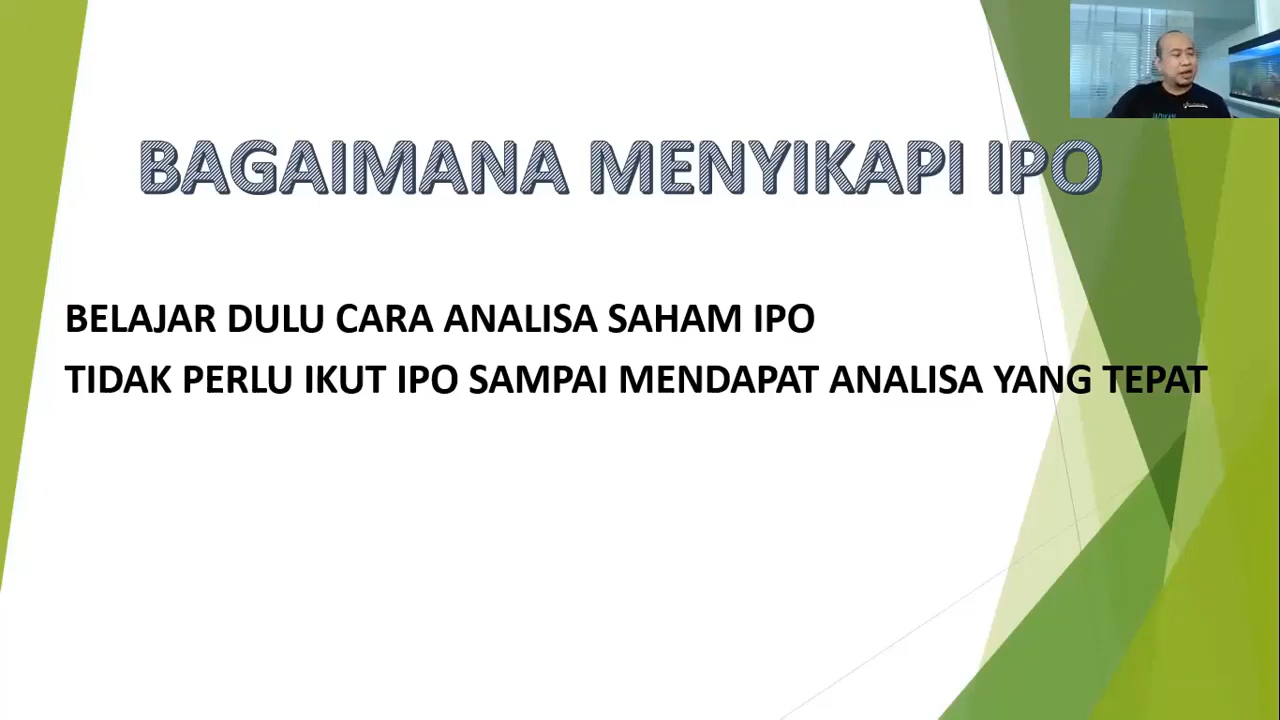 BAGAIMANA MENYIKAPI IPO
BELAJAR DULU CARA ANALISA SAHAM IPO
TIDAK PERLU IKUT IPO SAMPAI MENDAPAT ANALISA YANG TEPAT